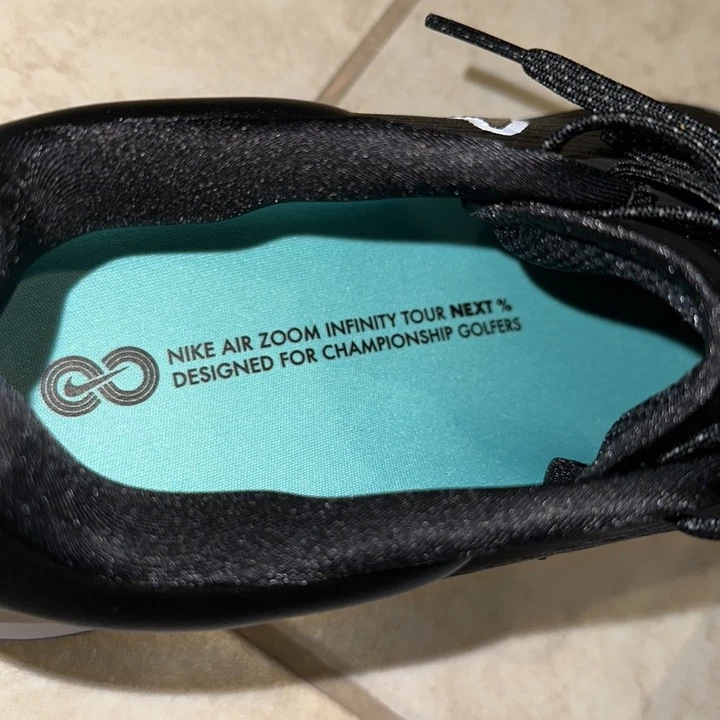 NIKE AIR ZOOM INFINITY TOUR NEXT %
DESIGNED FOR CHAMPIONSHIP GOLFERS